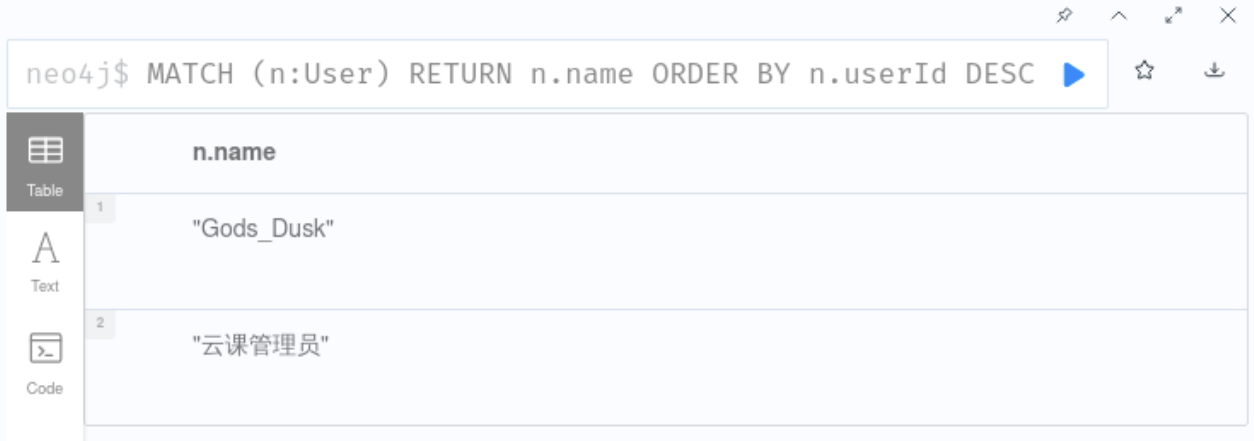 neo4j$ MATCH (n:User) RETURN n.name ORDER BY n.userId DESC
n.name
Table
1
"Gods_Dusk"
Text
2
"云课管理员"
Code